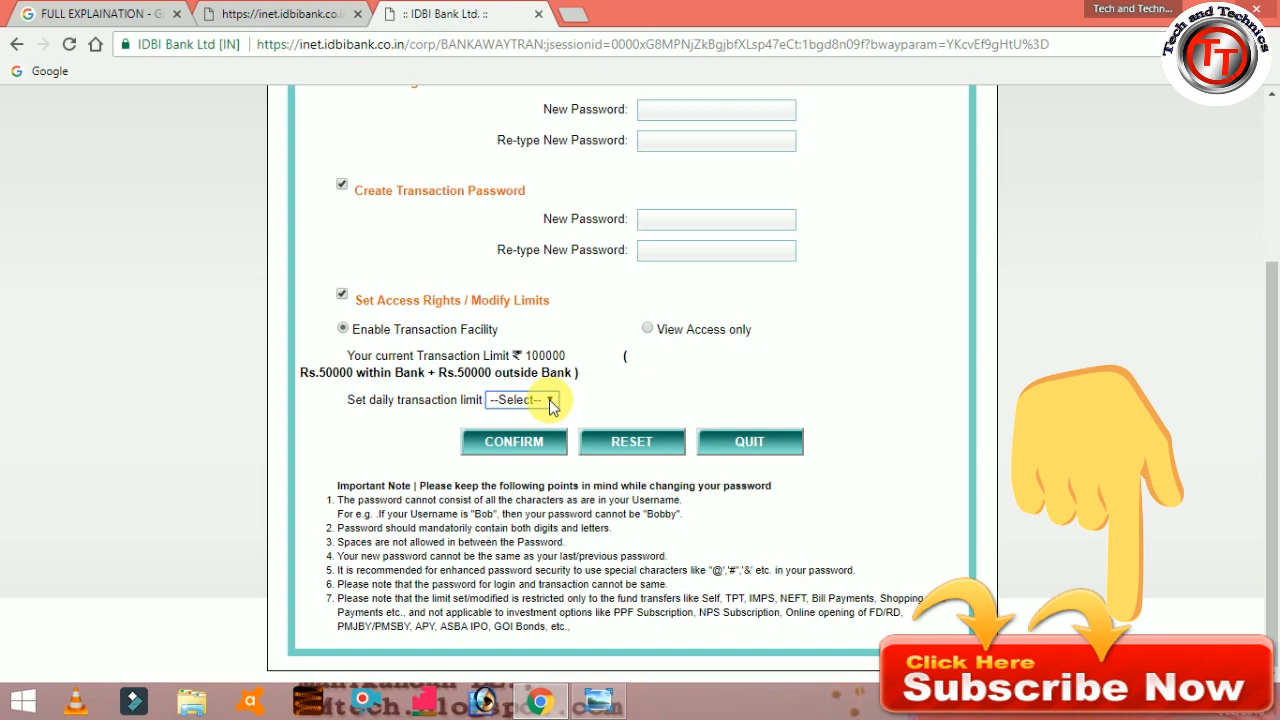 FULL EXPLAINATION - G
https://inet.idbibank.co.in/
:: IDBI Bank Ltd. ::
Tech and Techn...
IDBI Bank Ltd [IN]
https://inet.idbibank.co.in/corp/BANKAWAYTRAN;jsessionid=0000xG8MPNjZkBgjbfXLsp47eCt:1bgd8n09f?bwayparam=YKcvEf9gHtU%3D
Google
Tech and Technics
TT
New Password:
Re-type New Password:
Create Transaction Password
New Password:
Re-type New Password:
Set Access Rights / Modify Limits
Enable Transaction Facility
View Access only
Your current Transaction Limit ₹ 100000 (
Rs.50000 within Bank + Rs.50000 outside Bank )
Set daily transaction limit --Select--
CONFIRM RESET QUIT
Important Note | Please keep the following points in mind while changing your password
1. The password cannot consist of all the characters as are in your Username.
For e.g. .If your Username is "Bob", then your password cannot be "Bobby".
2. Password should mandatorily contain both digits and letters.
3. Spaces are not allowed in between the Password.
4. Your new password cannot be the same as your last/previous password.
5. It is recommended for enhanced password security to use special characters like "@','#",'&' etc. in your password.
6. Please note that the password for login and transaction cannot be same.
7. Please note that the limit set/modified is restricted only to the fund transfers like Self, TPT, IMPS, NEFT, Bill Payments, Shopping
Payments etc., and not applicable to investment options like PPF Subscription, NPS Subscription, Online opening of FD/RD,
PMJBY/PMSBY, APY, ASBA IPO, GOI Bonds, etc.,
Click Here
Subscribe Now